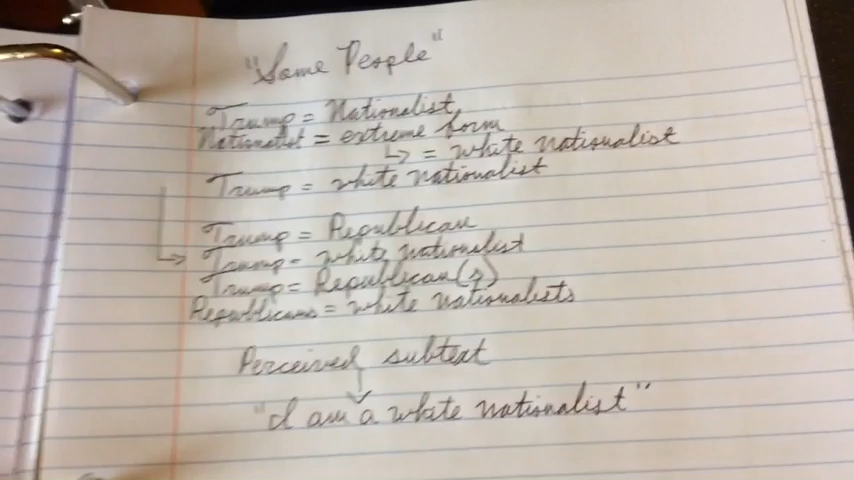 "Some People"
Trump = Nationalist
Nationalist = extreme form
↳ = white nationalist
Trump = white nationalist
Trump = Republican
Trump = white nationalist
Trump = Republican(s)
Republicans = white nationalists
Perceived subtext
"I am a white nationalist"